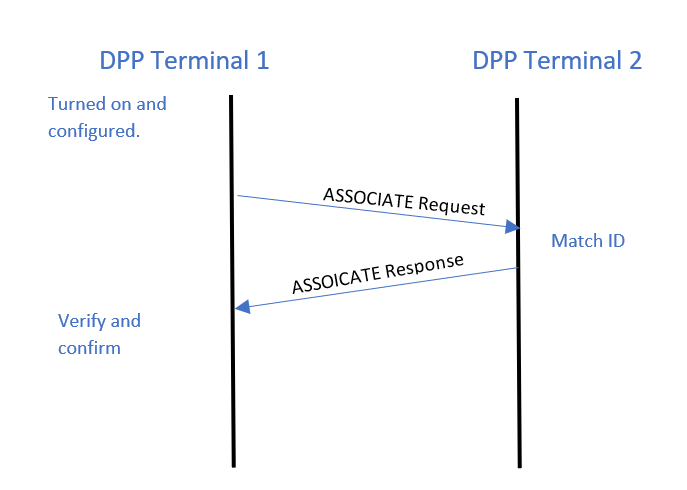 DPP Terminal 1
DPP Terminal 2
Turned on and
configured.
ASSOCIATE Request
Match ID
ASSOICATE Response
Verify and
confirm